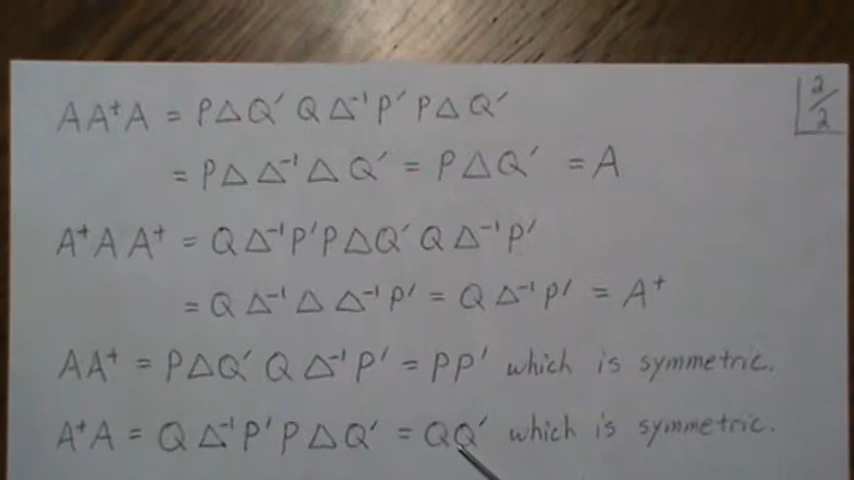 2/2
AA⁺A = PΔQ′QΔ⁻¹P′PΔQ′
= PΔΔ⁻¹ΔQ′ = PΔQ′ = A
A⁺AA⁺ = QΔ⁻¹P′PΔQ′QΔ⁻¹P′
= QΔ⁻¹ΔΔ⁻¹P′ = QΔ⁻¹P′ = A⁺
AA⁺ = PΔQ′QΔ⁻¹P′ = PP′ which is symmetric.
A⁺A = QΔ⁻¹P′PΔQ′ = QQ′ which is symmetric.